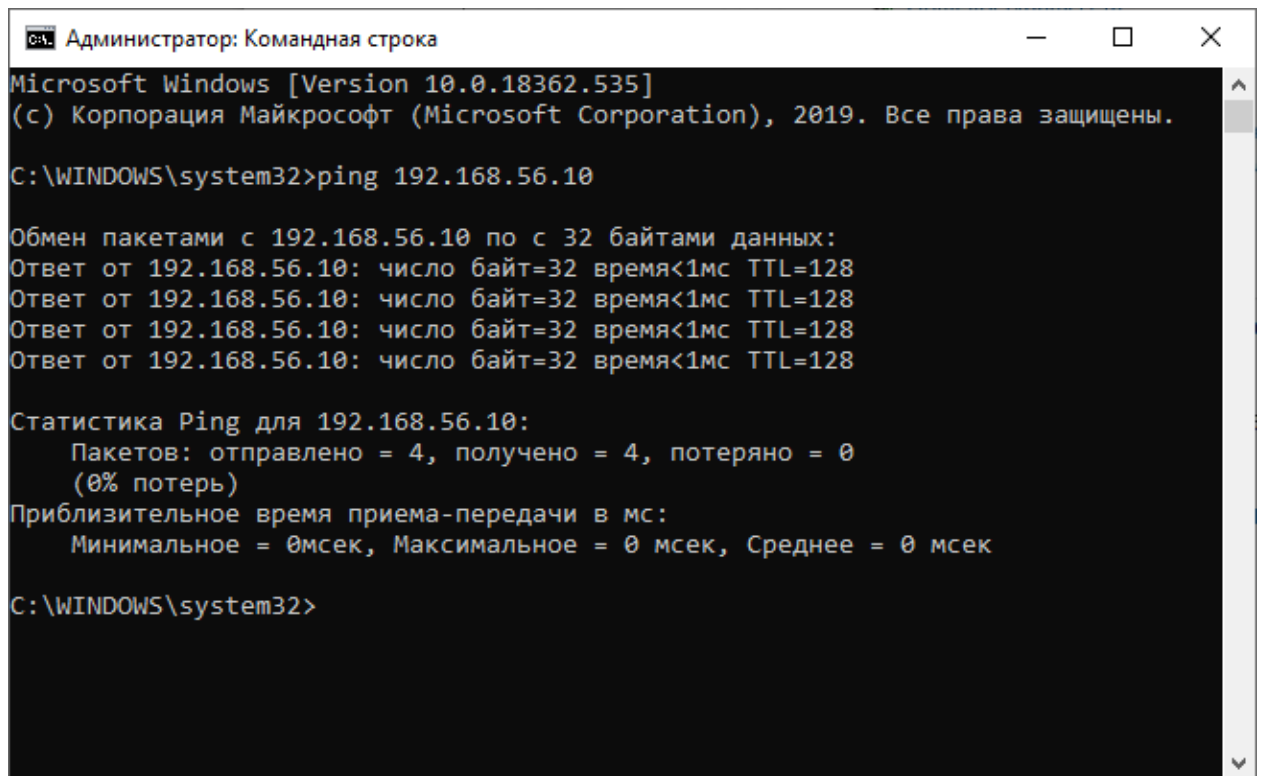 Администратор: Командная строка
Microsoft Windows [Version 10.0.18362.535]
(c) Корпорация Майкрософт (Microsoft Corporation), 2019. Все права защищены.
C:\WINDOWS\system32>ping 192.168.56.10
Обмен пакетами с 192.168.56.10 по с 32 байтами данных:
Ответ от 192.168.56.10: число байт=32 время<1мс TTL=128
Ответ от 192.168.56.10: число байт=32 время<1мс TTL=128
Ответ от 192.168.56.10: число байт=32 время<1мс TTL=128
Ответ от 192.168.56.10: число байт=32 время<1мс TTL=128
Статистика Ping для 192.168.56.10:
Пакетов: отправлено = 4, получено = 4, потеряно = 0
(0% потерь)
Приблизительное время приема-передачи в мс:
Минимальное = 0мсек, Максимальное = 0 мсек, Среднее = 0 мсек
C:\WINDOWS\system32>